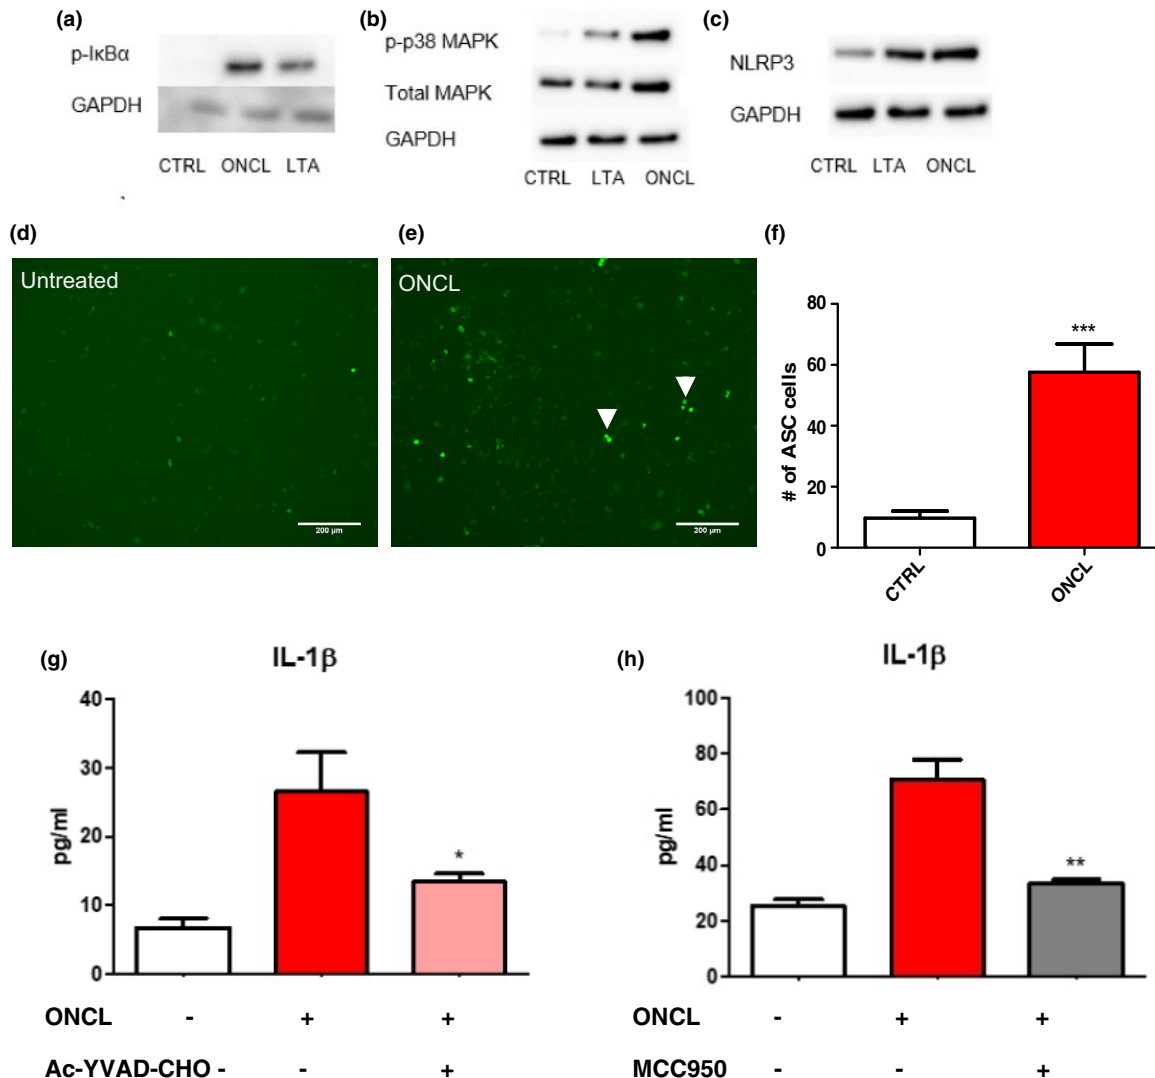 (a)
p-IκBα
GAPDH
CTRL ONCL LTA
(b)
p-p38 MAPK
Total MAPK
GAPDH
CTRL LTA ONCL
(c)
NLRP3
GAPDH
CTRL LTA ONCL
(d)
Untreated
200 µm
(e)
ONCL
200 µm
(f)
# of ASC cells
80
60
40
20
0
***
CTRL
ONCL
(g)
IL-1β
pg/ml
40
30
20
10
0
*
ONCL - + +
Ac-YVAD-CHO - - +
(h)
IL-1β
pg/ml
100
80
60
40
20
0
**
ONCL - + +
MCC950 - - +